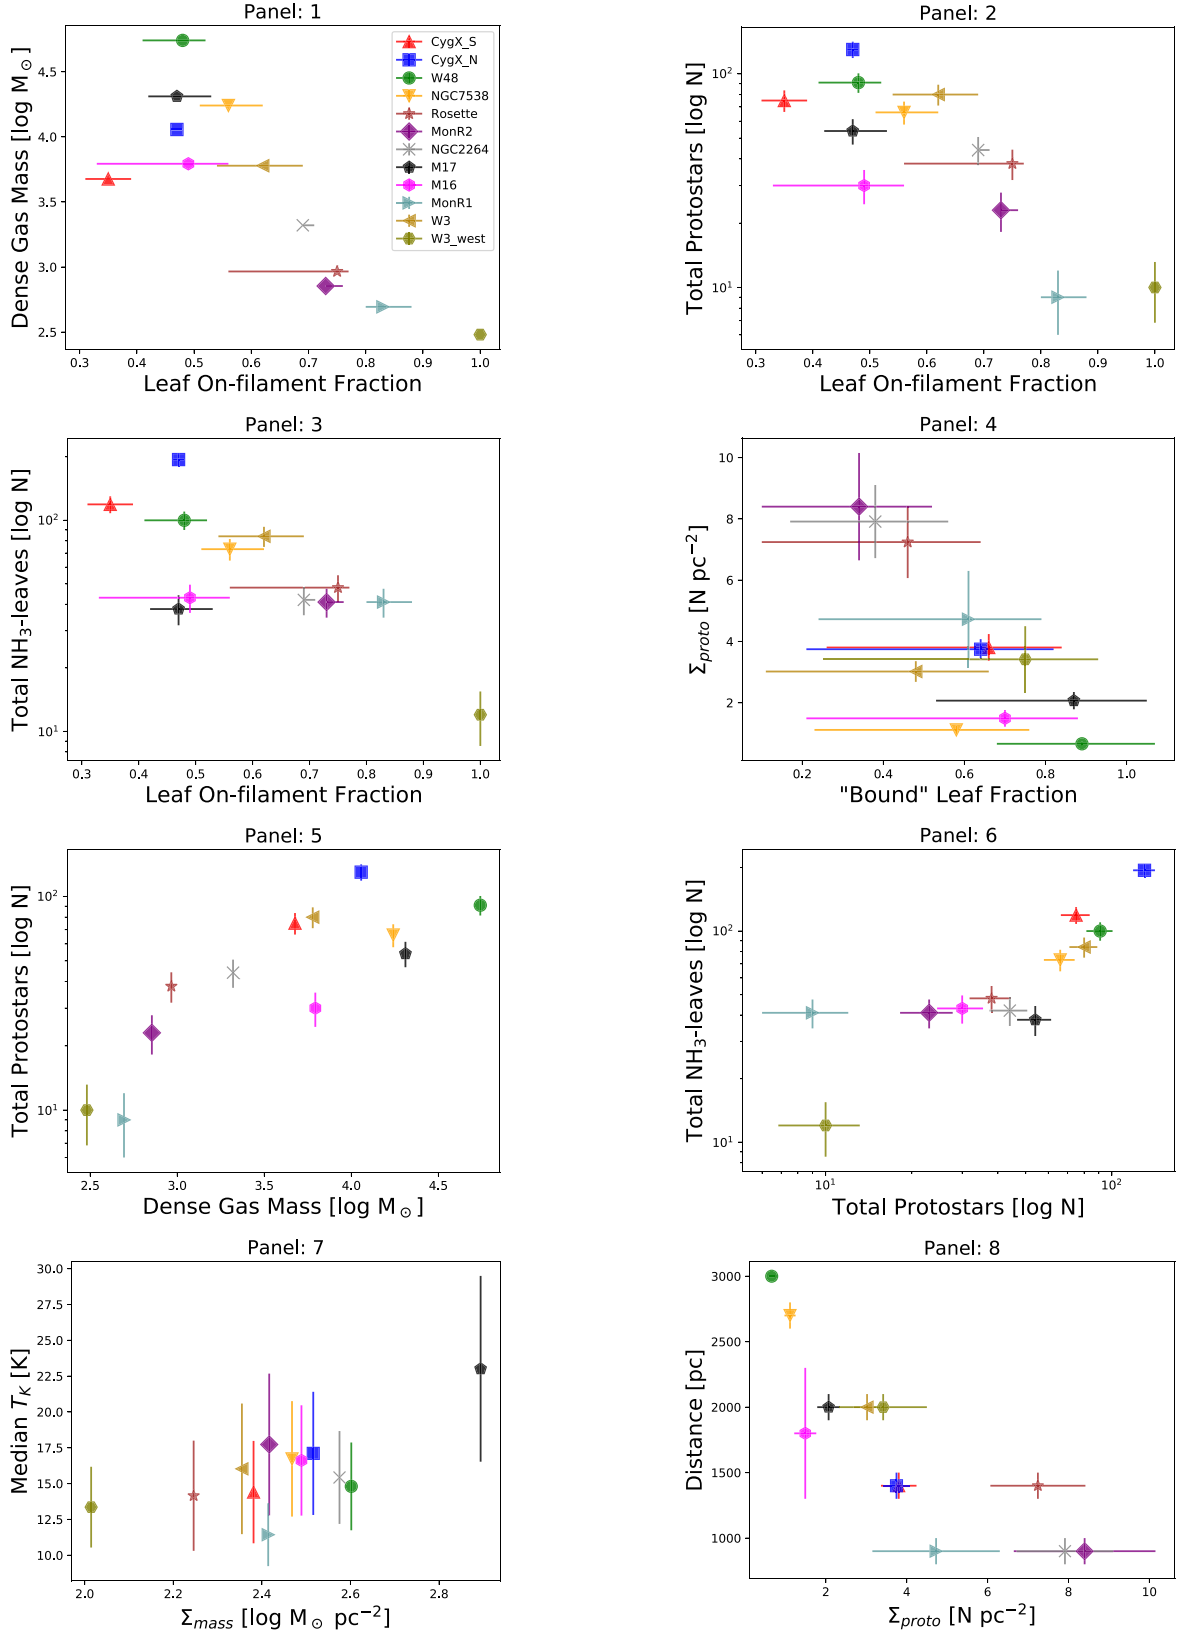 Panel: 1
Dense Gas Mass [log M⊙]
4.5
4.0
3.5
3.0
2.5
0.3 0.4 0.5 0.6 0.7 0.8 0.9 1.0
Leaf On-filament Fraction
CygX_S
CygX_N
W48
NGC7538
Rosette
MonR2
NGC2264
M17
M16
MonR1
W3
W3_west
Panel: 2
Total Protostars [log N]
10²
10¹
0.3 0.4 0.5 0.6 0.7 0.8 0.9 1.0
Leaf On-filament Fraction
Panel: 3
Total NH₃-leaves [log N]
10²
10¹
0.3 0.4 0.5 0.6 0.7 0.8 0.9 1.0
Leaf On-filament Fraction
Panel: 4
Σproto [N pc⁻²]
10
8
6
4
2
0.2 0.4 0.6 0.8 1.0
"Bound" Leaf Fraction
Panel: 5
Total Protostars [log N]
10²
10¹
2.5 3.0 3.5 4.0 4.5
Dense Gas Mass [log M⊙]
Panel: 6
Total NH₃-leaves [log N]
10²
10¹
10¹ 10²
Total Protostars [log N]
Panel: 7
Median T_K [K]
30.0
27.5
25.0
22.5
20.0
17.5
15.0
12.5
10.0
2.0 2.2 2.4 2.6 2.8
Σmass [log M⊙ pc⁻²]
Panel: 8
Distance [pc]
3000
2500
2000
1500
1000
2 4 6 8 10
Σproto [N pc⁻²]